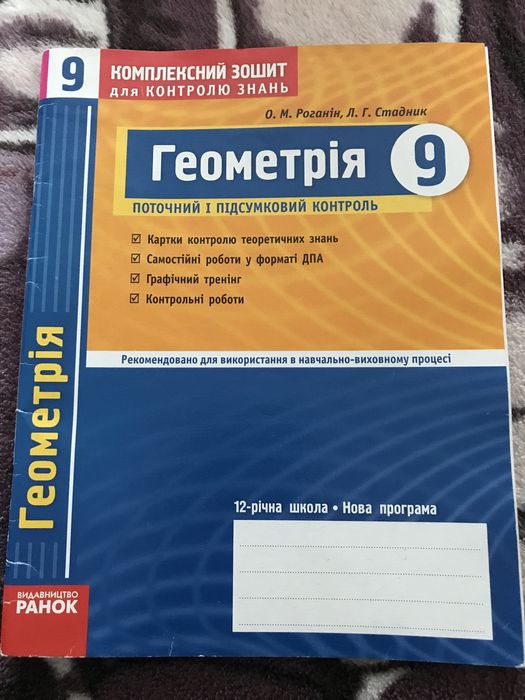 9
КОМПЛЕКСНИЙ ЗОШИТ
ДЛЯ КОНТРОЛЮ ЗНАНЬ
О. М. Роганін, Л. Г. Стадник
Геометрія 9
ПОТОЧНИЙ І ПІДСУМКОВИЙ КОНТРОЛЬ
Картки контролю теоретичних знань
Самостійні роботи у форматі ДПА
Графічний тренінг
Контрольні роботи
Рекомендовано для використання в навчально-виховному процесі
Геометрія
12-річна школа • Нова програма
ВИДАВНИЦТВО
РАНОК